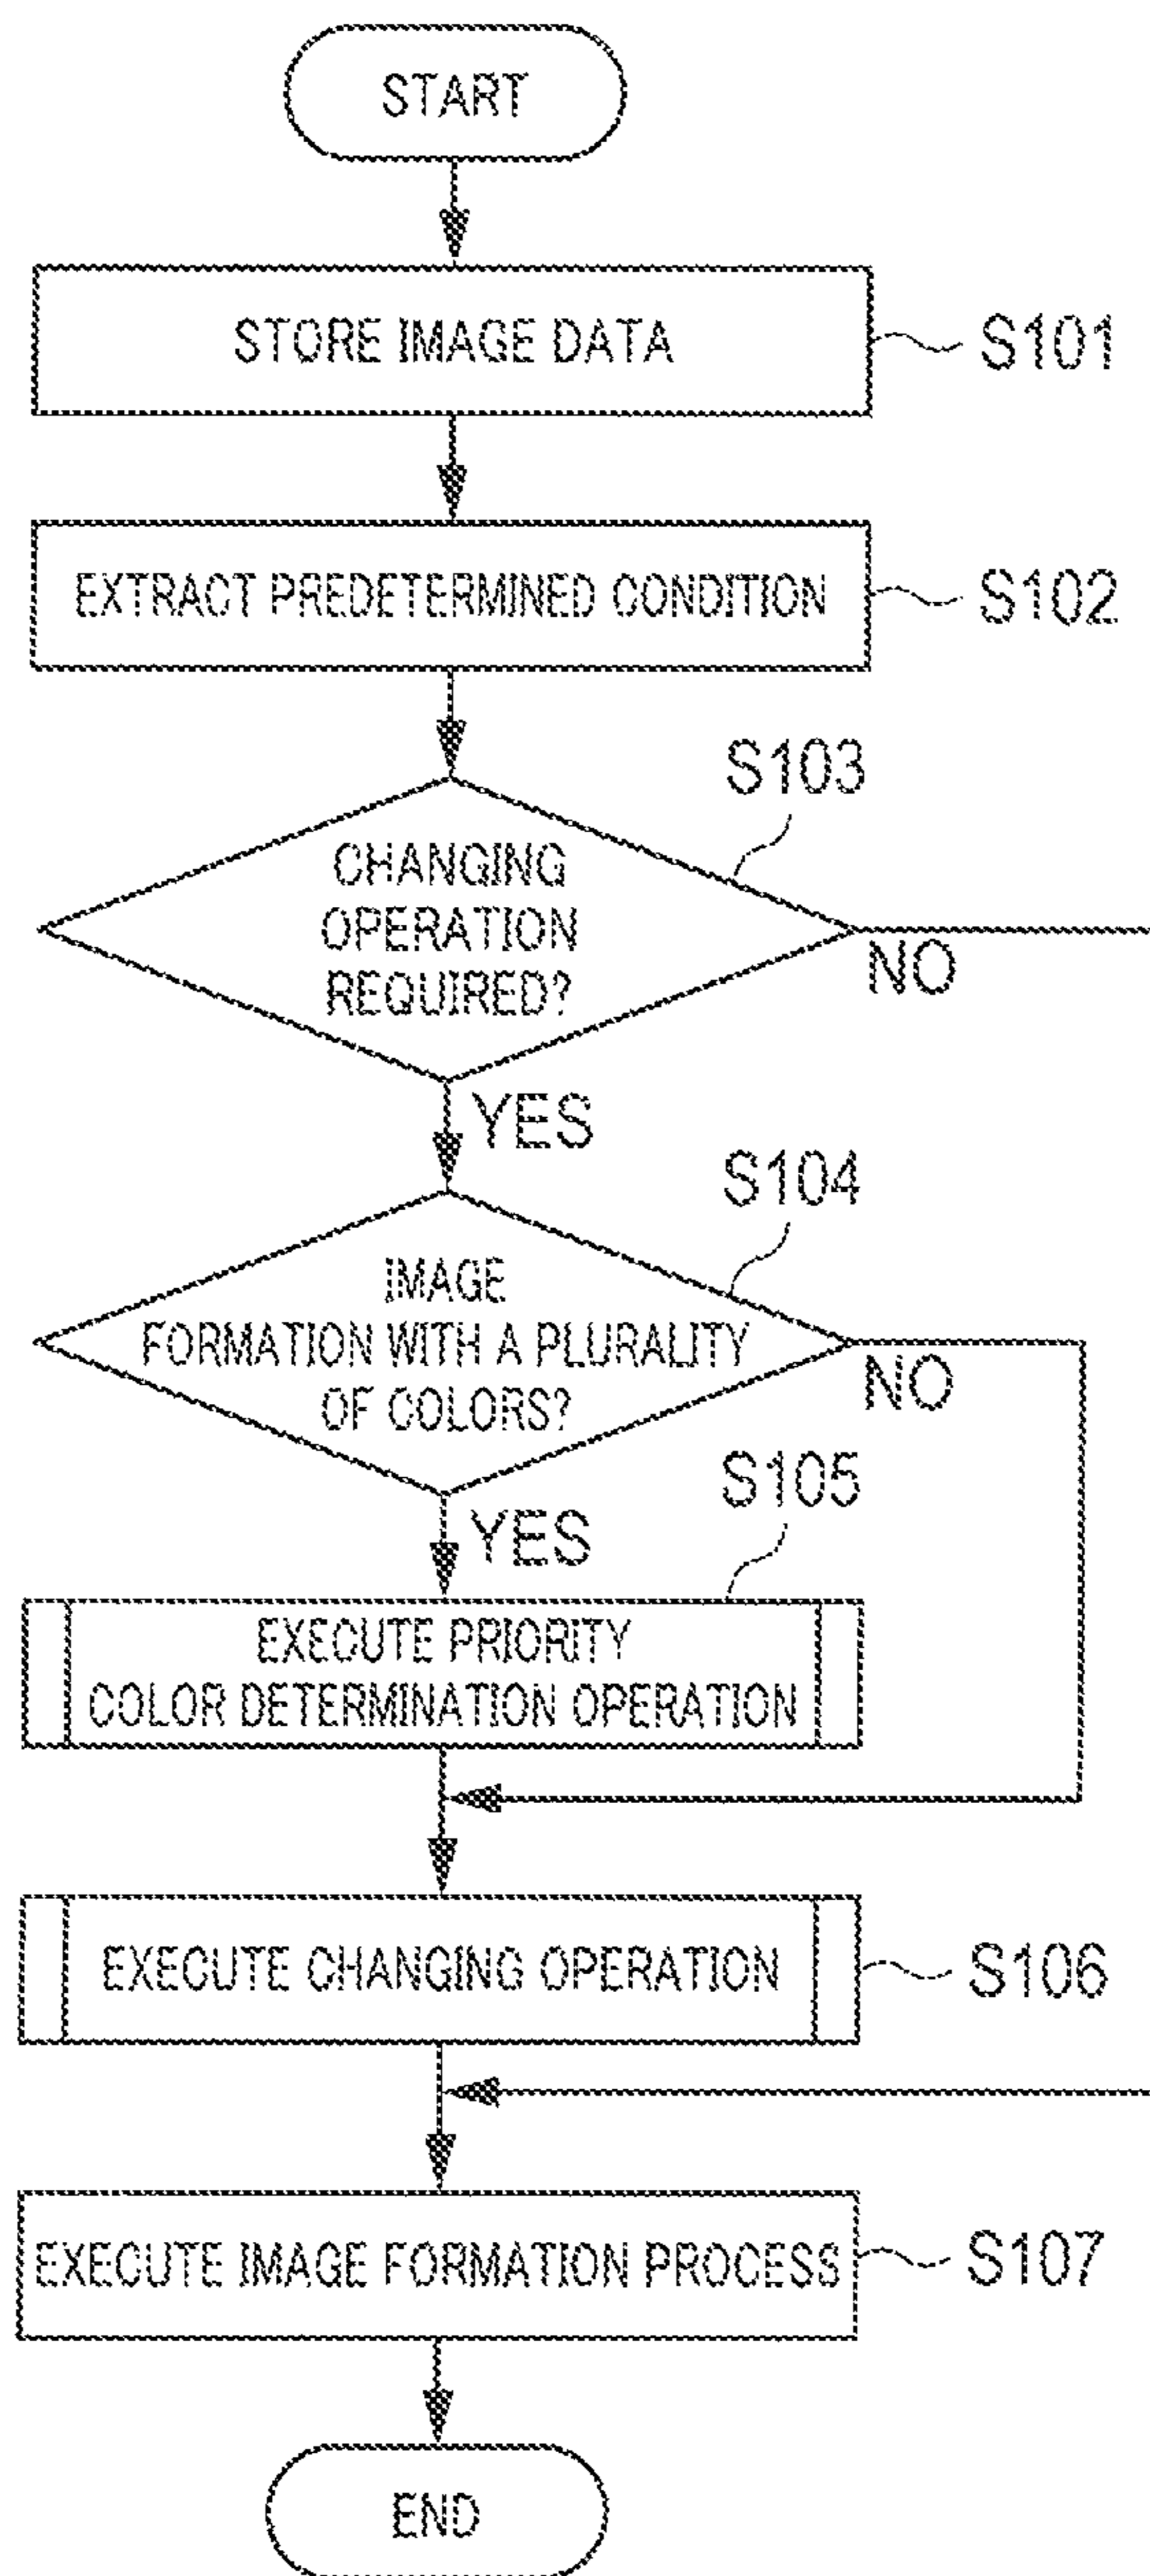 START
STORE IMAGE DATA
S101
EXTRACT PREDETERMINED CONDITION
S102
S103
CHANGING
OPERATION
REQUIRED?
NO
YES
S104
IMAGE
FORMATION WITH A PLURALITY
OF COLORS?
NO
S105
YES
EXECUTE PRIORITY
COLOR DETERMINATION OPERATION
EXECUTE CHANGING OPERATION
S106
EXECUTE IMAGE FORMATION PROCESS
S107
END